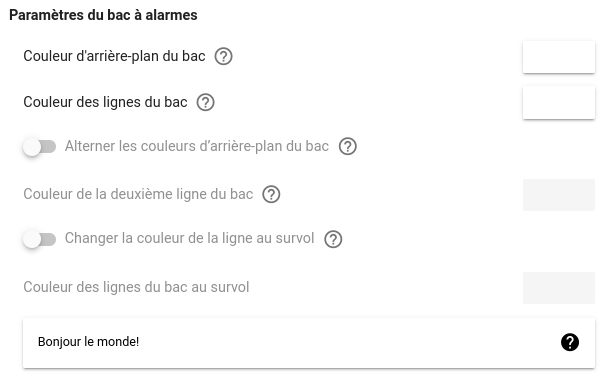 Paramètres du bac à alarmes
Couleur d'arrière-plan du bac
Couleur des lignes du bac
Alterner les couleurs d'arrière-plan du bac
Couleur de la deuxième ligne du bac
Changer la couleur de la ligne au survol
Couleur des lignes du bac au survol
Bonjour le monde!